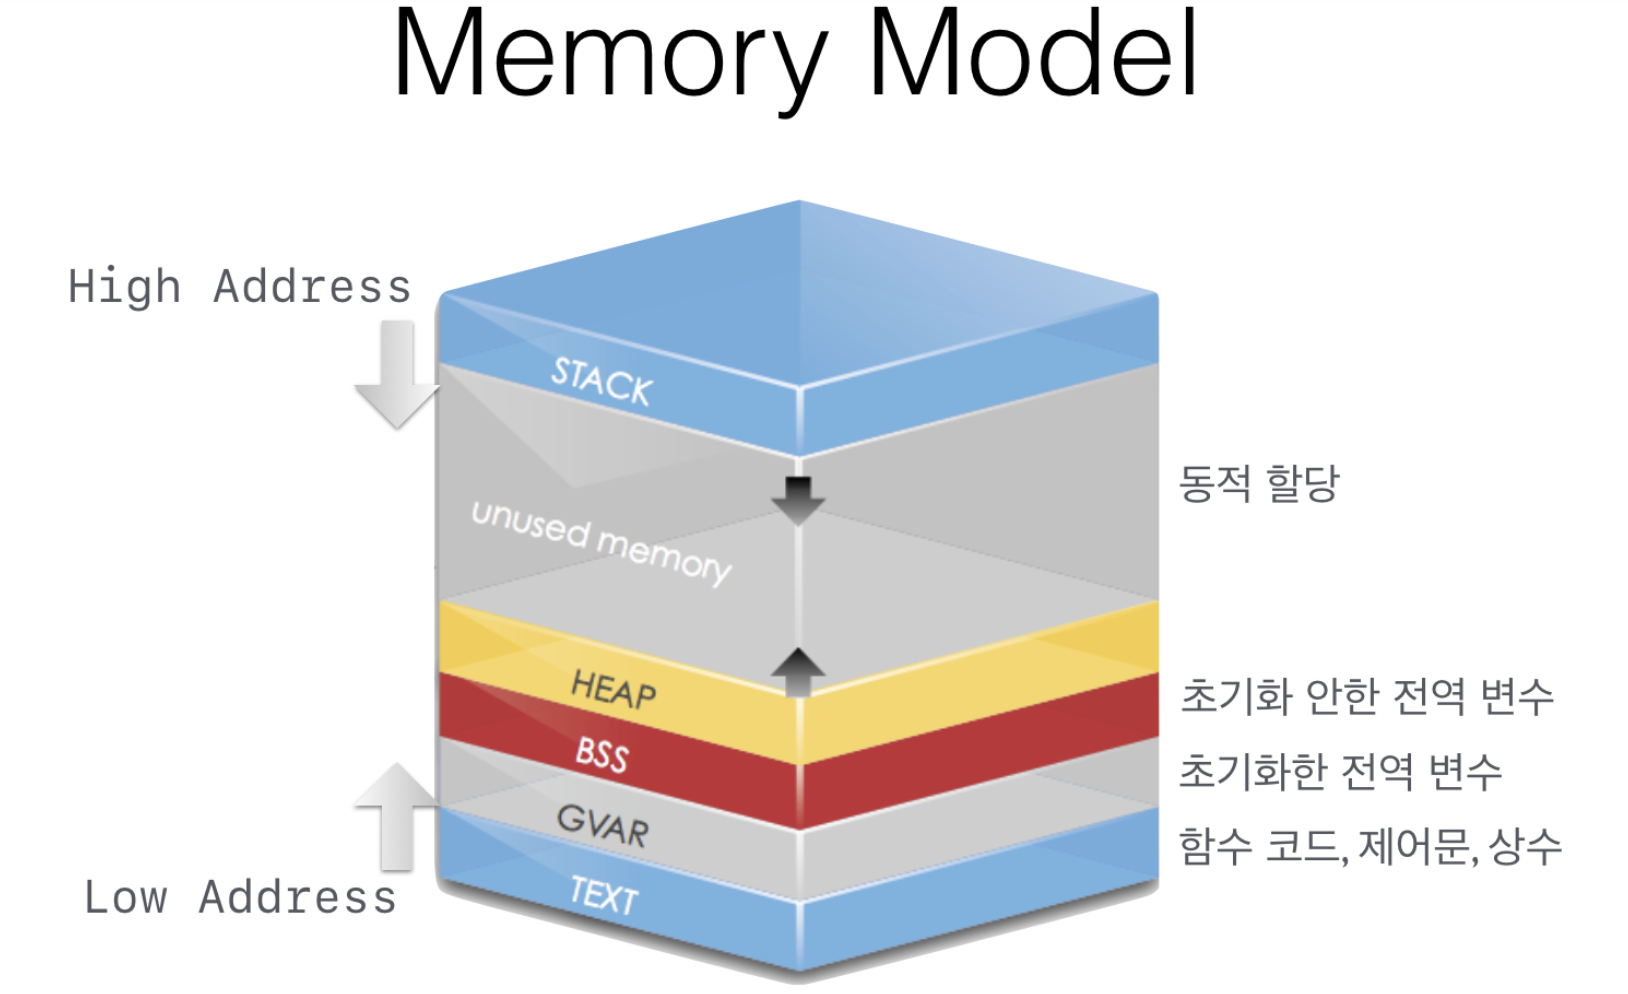 Memory Model
High Address
STACK
unused memory
동적 할당
HEAP
초기화 안한 전역 변수
BSS
초기화한 전역 변수
GVAR
함수 코드, 제어문, 상수
TEXT
Low Address